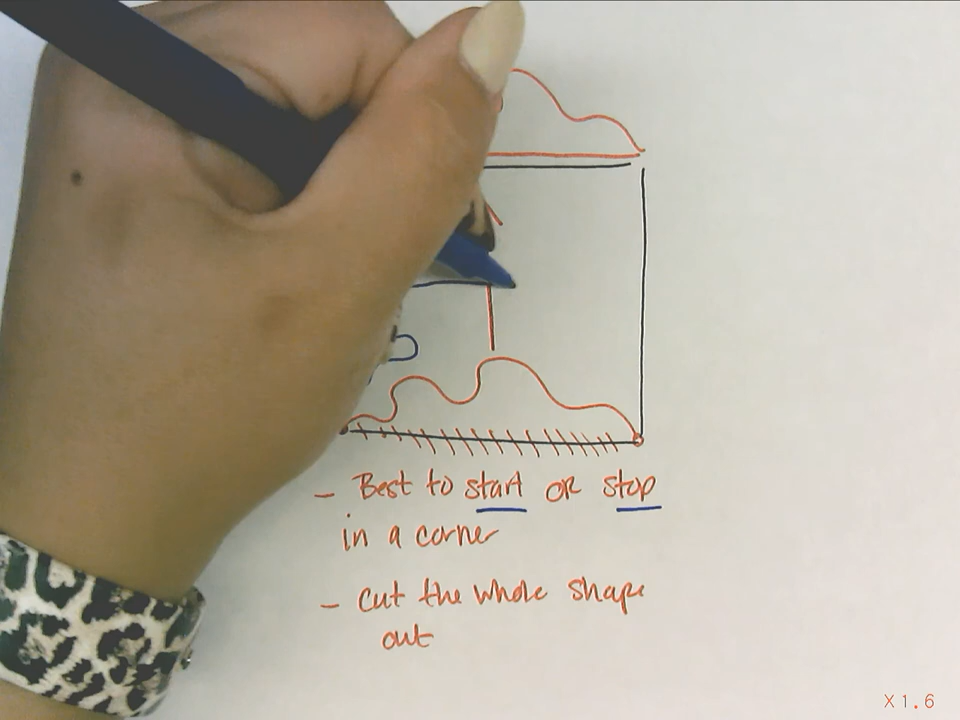 - Best to start OR stop
in a corner
- Cut the whole shape
out
X1.6